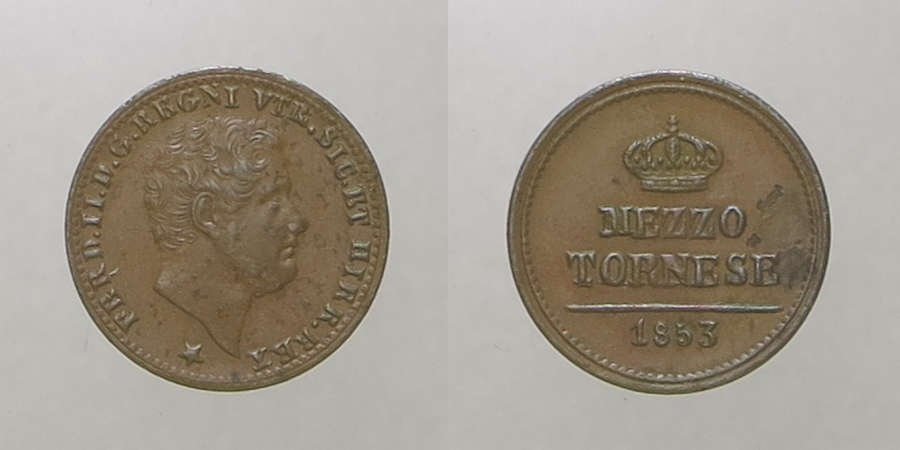 FERD.II.D.G.REGNI VTR.SIC.ET HIER.REX
MEZZO
TORNESE
1853